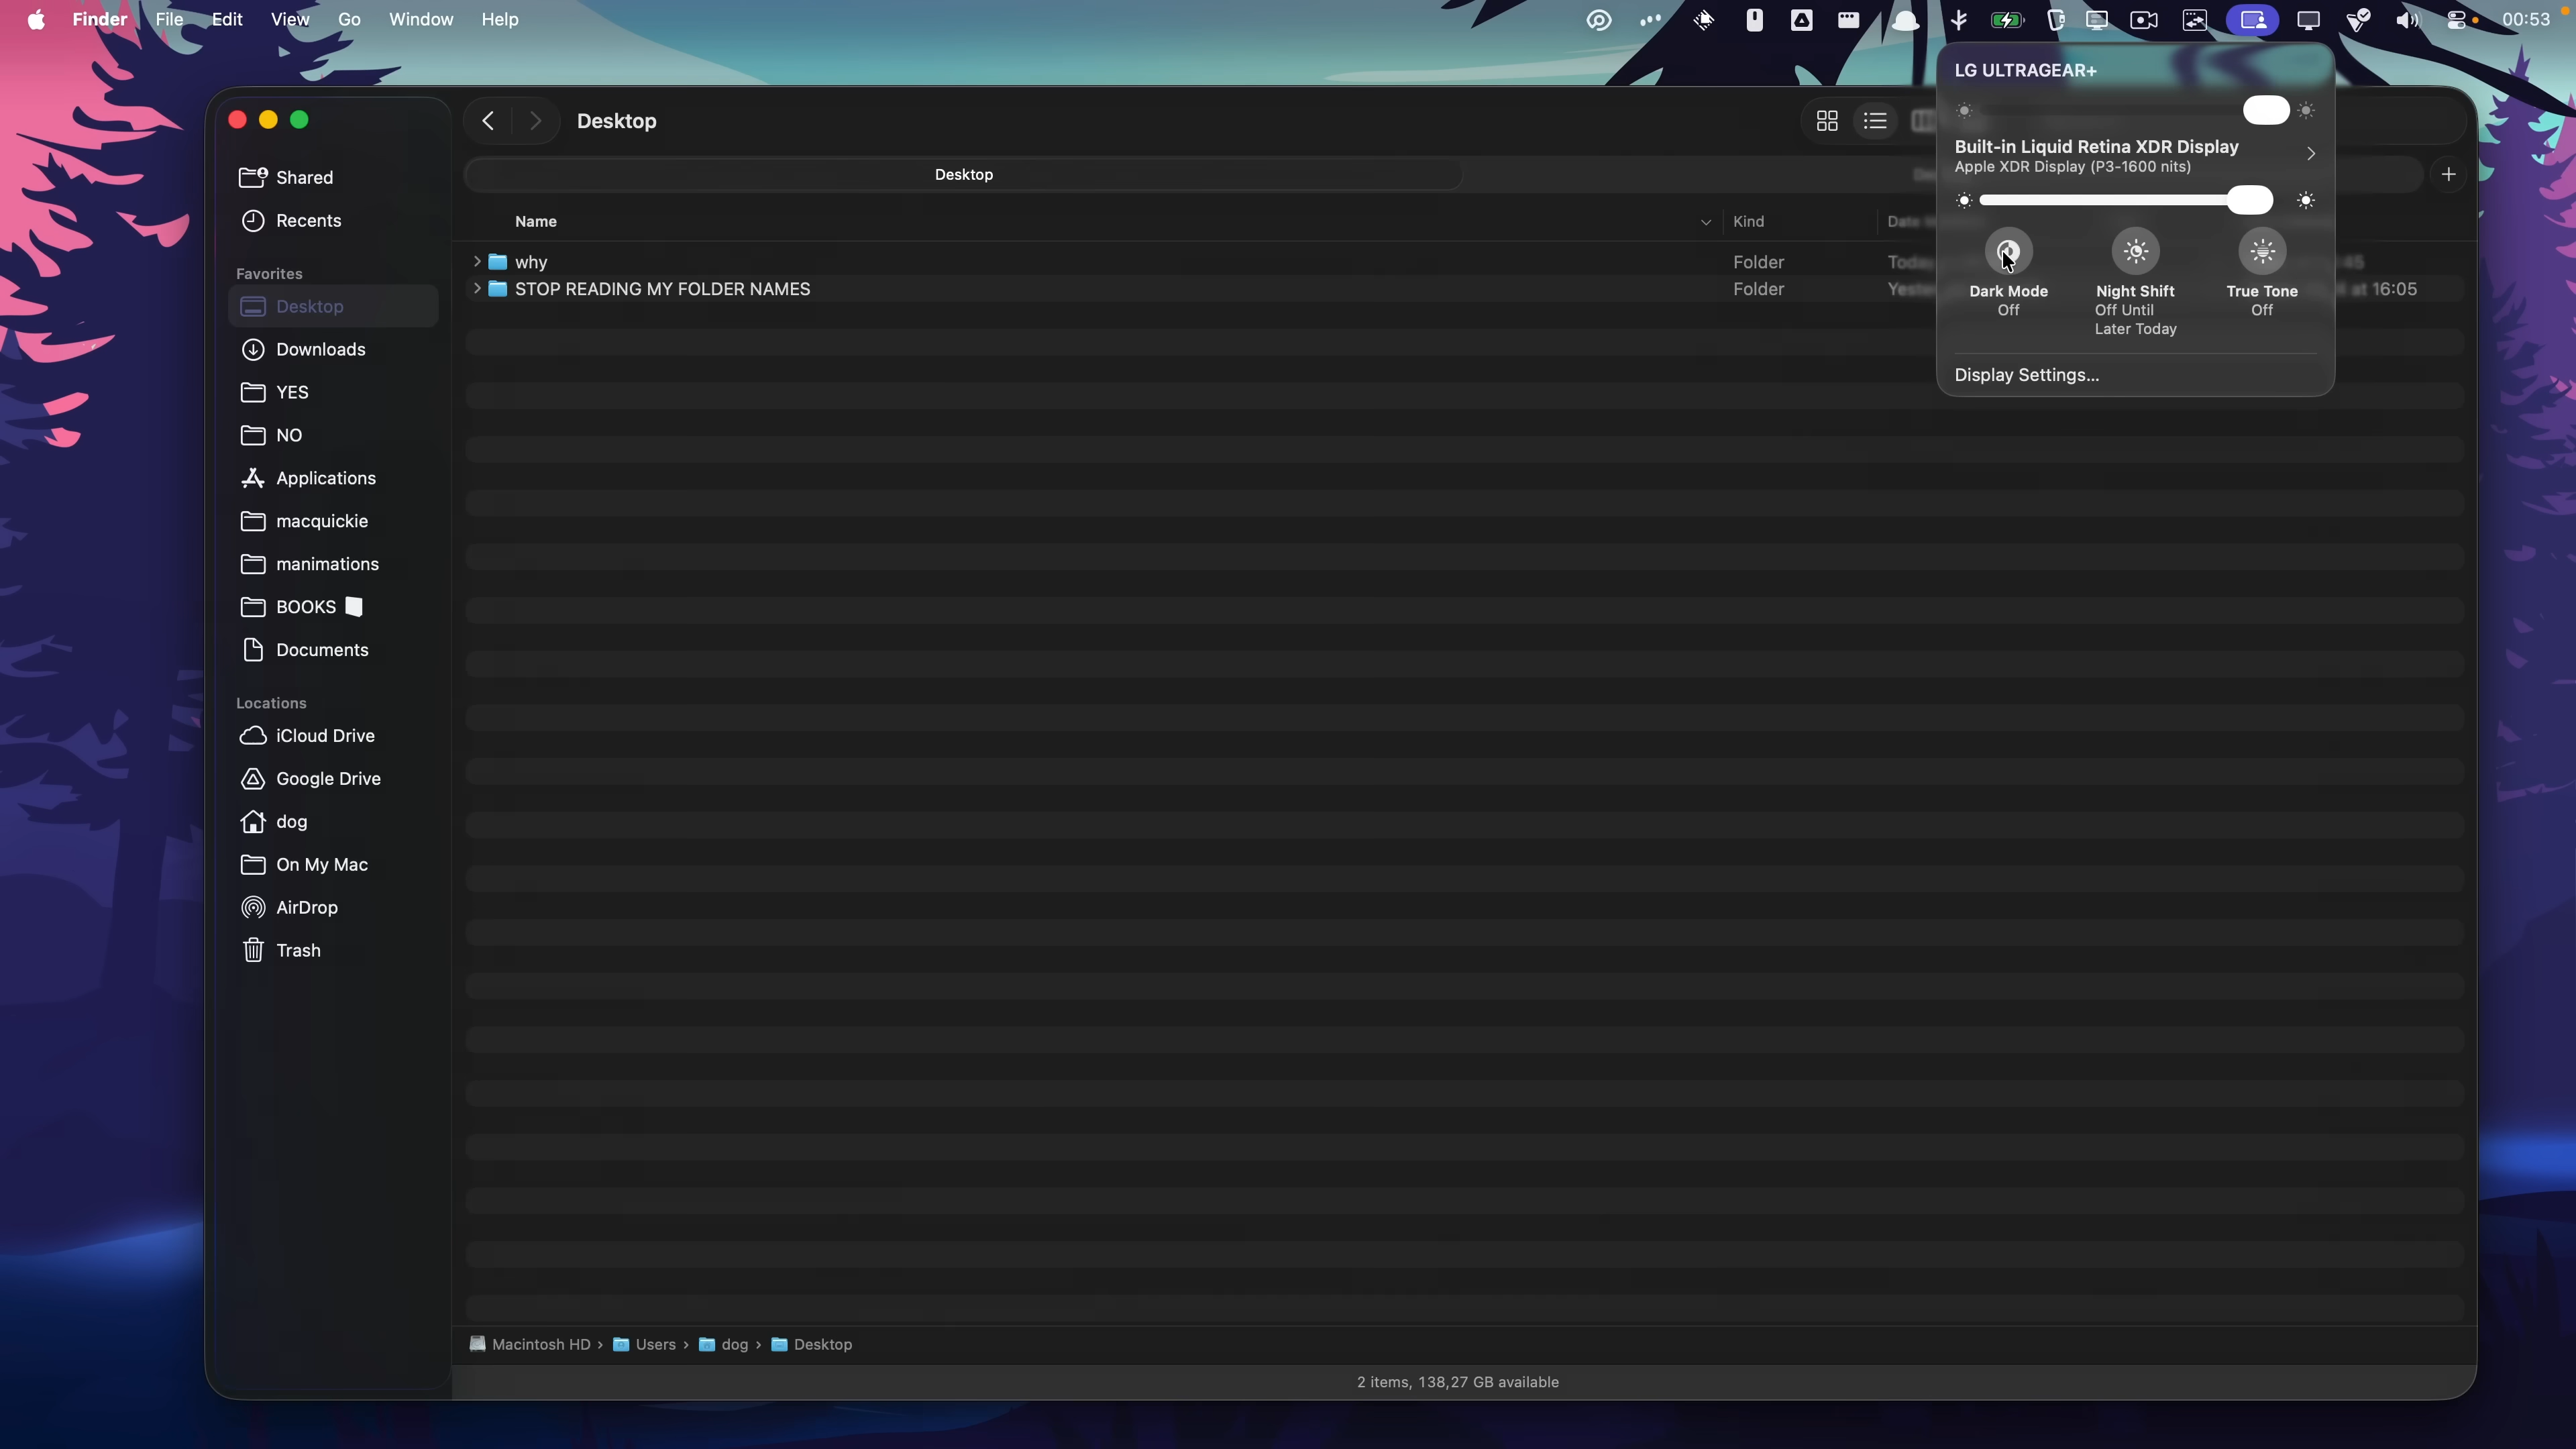 Finder File Edit View Go Window Help 00:53
LG ULTRAGEAR+
Built-in Liquid Retina XDR Display
Apple XDR Display (P3-1600 nits)
Dark Mode
Off
Night Shift
Off Until
Later Today
True Tone
Off
Display Settings...
Shared
Recents
Favorites
Desktop
Downloads
YES
NO
Applications
macquickie
manimations
BOOKS
Documents
Locations
iCloud Drive
Google Drive
dog
On My Mac
AirDrop
Trash
Desktop
Desktop
Name Kind Date
why Folder
STOP READING MY FOLDER NAMES Folder at 16:05
Macintosh HD › Users › dog › Desktop
2 items, 138,27 GB available